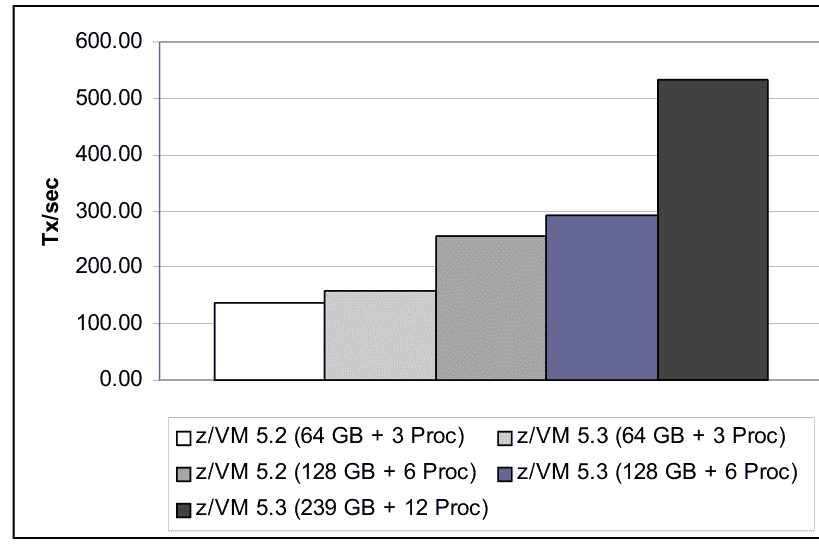 600.00
500.00
400.00
300.00
200.00
100.00
0.00
Tx/sec
z/VM 5.2 (64 GB + 3 Proc) z/VM 5.3 (64 GB + 3 Proc)
z/VM 5.2 (128 GB + 6 Proc) z/VM 5.3 (128 GB + 6 Proc)
z/VM 5.3 (239 GB + 12 Proc)